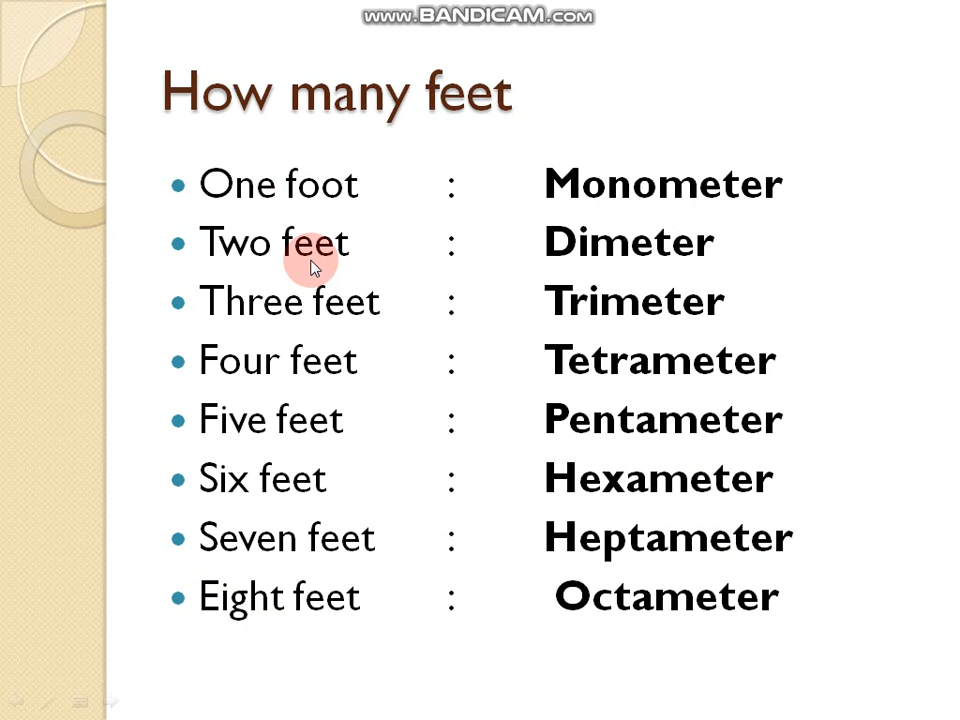 www.BANDICAM.com
How many feet
One foot : Monometer
Two feet : Dimeter
Three feet : Trimeter
Four feet : Tetrameter
Five feet : Pentameter
Six feet : Hexameter
Seven feet : Heptameter
Eight feet : Octameter